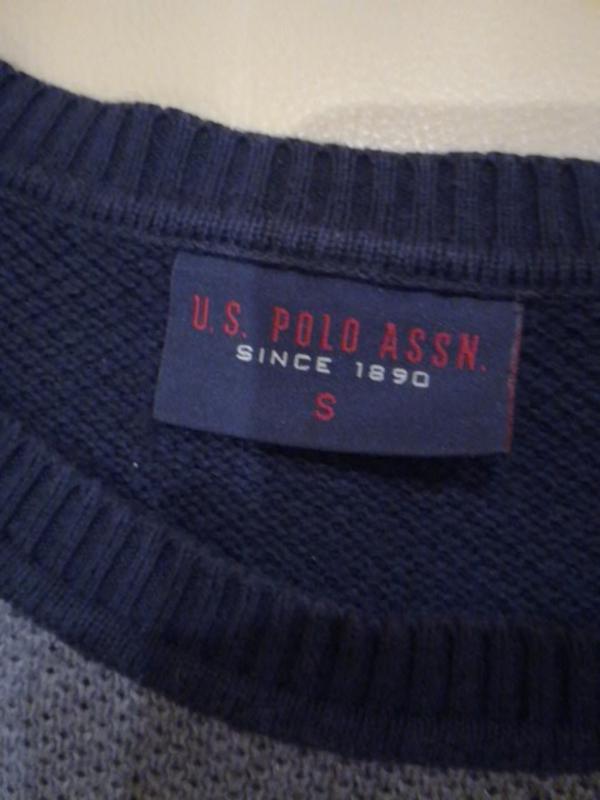 U.S. POLO ASSN.
SINCE 1890
S